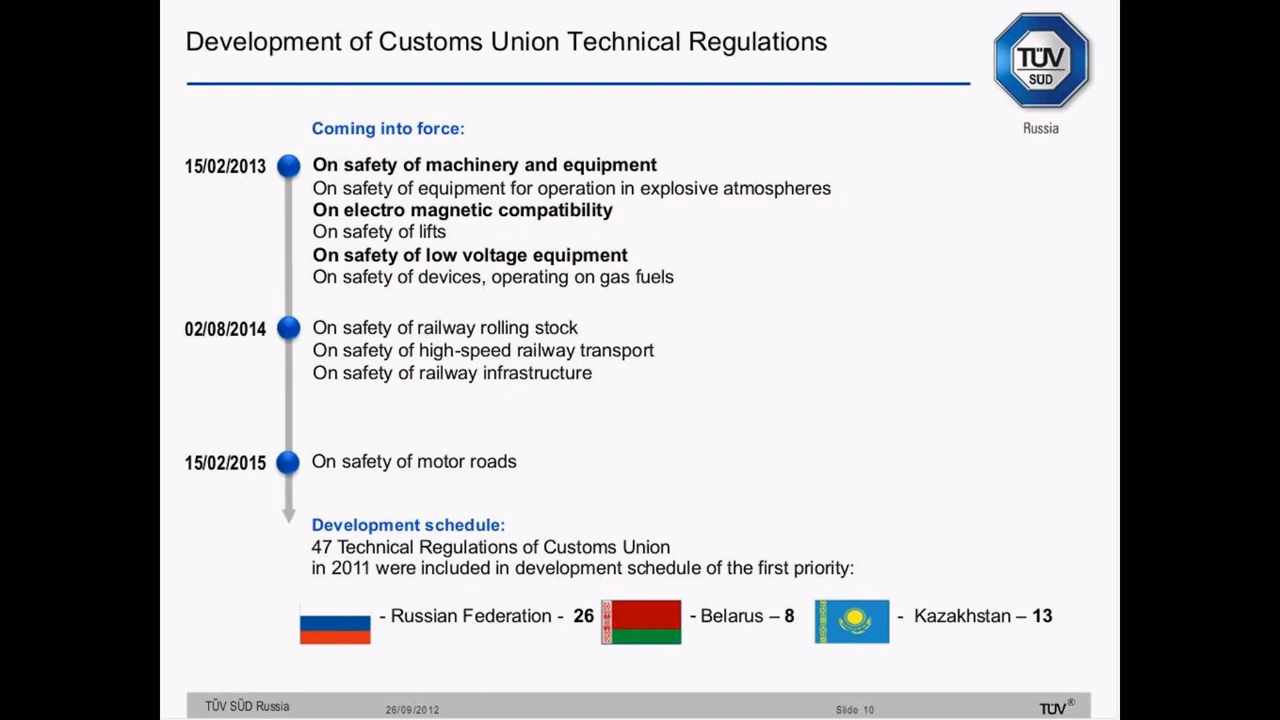 Development of Customs Union Technical Regulations
TÜV
SÜD
Russia
Coming into force:
15/02/2013
On safety of machinery and equipment
On safety of equipment for operation in explosive atmospheres
On electro magnetic compatibility
On safety of lifts
On safety of low voltage equipment
On safety of devices, operating on gas fuels
02/08/2014
On safety of railway rolling stock
On safety of high-speed railway transport
On safety of railway infrastructure
15/02/2015
On safety of motor roads
Development schedule:
47 Technical Regulations of Customs Union
in 2011 were included in development schedule of the first priority:
- Russian Federation - 26 - Belarus – 8 - Kazakhstan – 13
TÜV SÜD Russia 26/09/2012 Slide 10 TÜV®